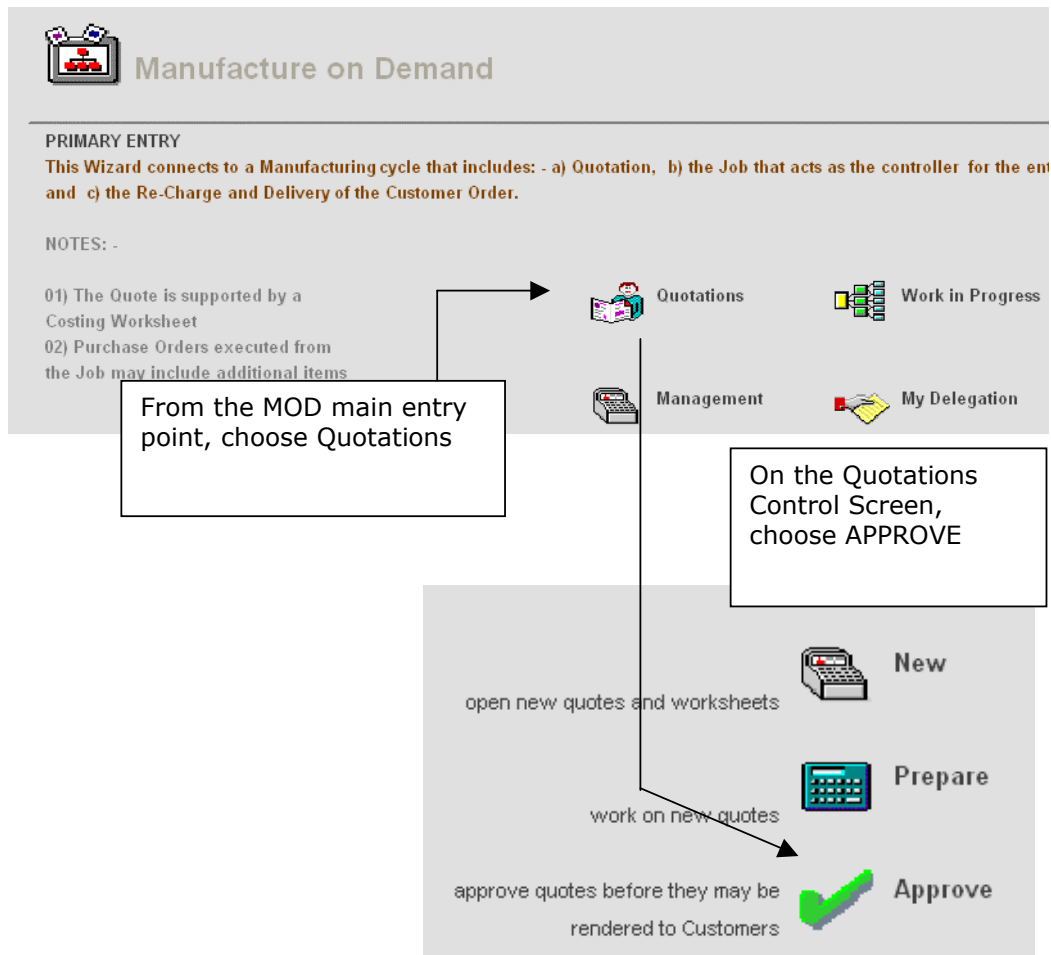 Manufacture on Demand
PRIMARY ENTRY
This Wizard connects to a Manufacturing cycle that includes: - a) Quotation, b) the Job that acts as the controller for the ent
and c) the Re-Charge and Delivery of the Customer Order.
NOTES: -
01) The Quote is supported by a
Costing Worksheet
02) Purchase Orders executed from
the Job may include additional items
Quotations
Work in Progress
Management
My Delegation
From the MOD main entry
point, choose Quotations
On the Quotations
Control Screen,
choose APPROVE
New
open new quotes and worksheets
Prepare
work on new quotes
Approve
approve quotes before they may be
rendered to Customers